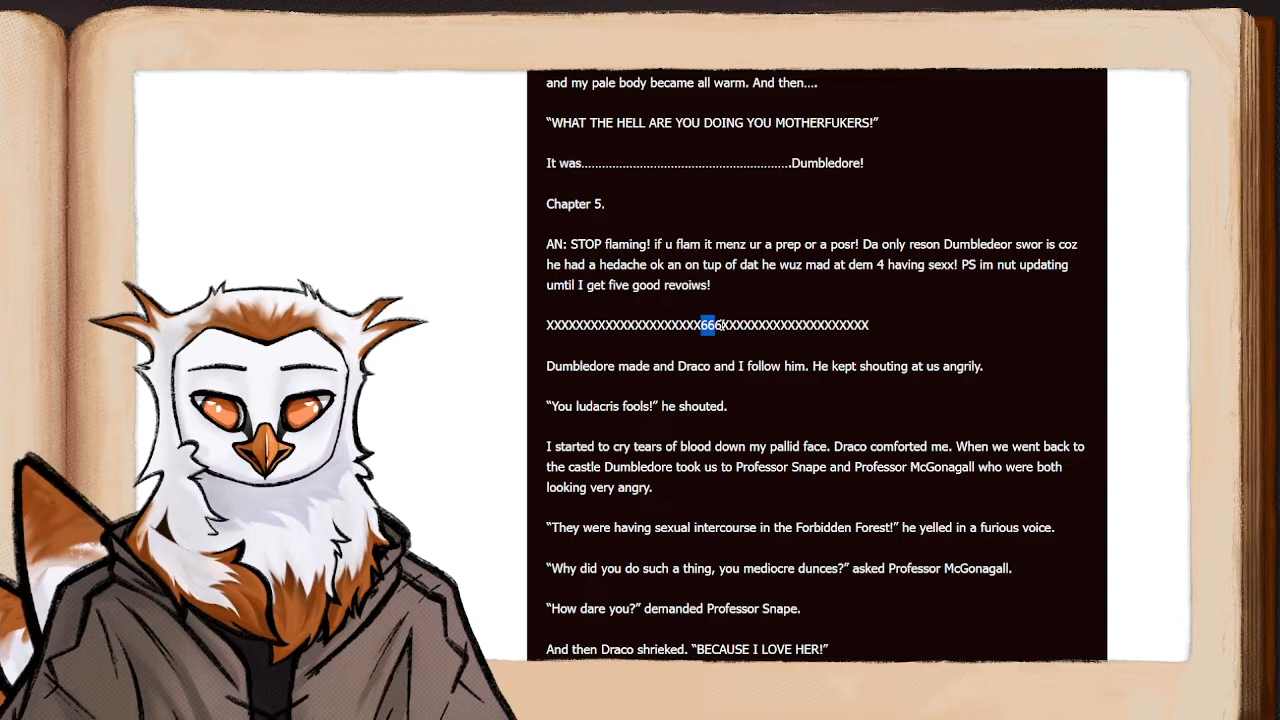 and my pale body became all warm. And then….
“WHAT THE HELL ARE YOU DOING YOU MOTHERFUKERS!”
It was…………………………………………………….Dumbledore!
Chapter 5.
AN: STOP flaming! if u flam it menz ur a prep or a posr! Da only reson Dumbledeor swor is coz
he had a hedache ok an on tup of dat he wuz mad at dem 4 having sexx! PS im nut updating
umtil I get five good revoiws!
XXXXXXXXXXXXXXXXXXXXX666XXXXXXXXXXXXXXXXXXXX
Dumbledore made and Draco and I follow him. He kept shouting at us angrily.
“You ludacris fools!” he shouted.
I started to cry tears of blood down my pallid face. Draco comforted me. When we went back to
the castle Dumbledore took us to Professor Snape and Professor McGonagall who were both
looking very angry.
“They were having sexual intercourse in the Forbidden Forest!” he yelled in a furious voice.
“Why did you do such a thing, you mediocre dunces?” asked Professor McGonagall.
“How dare you?” demanded Professor Snape.
And then Draco shrieked. “BECAUSE I LOVE HER!”